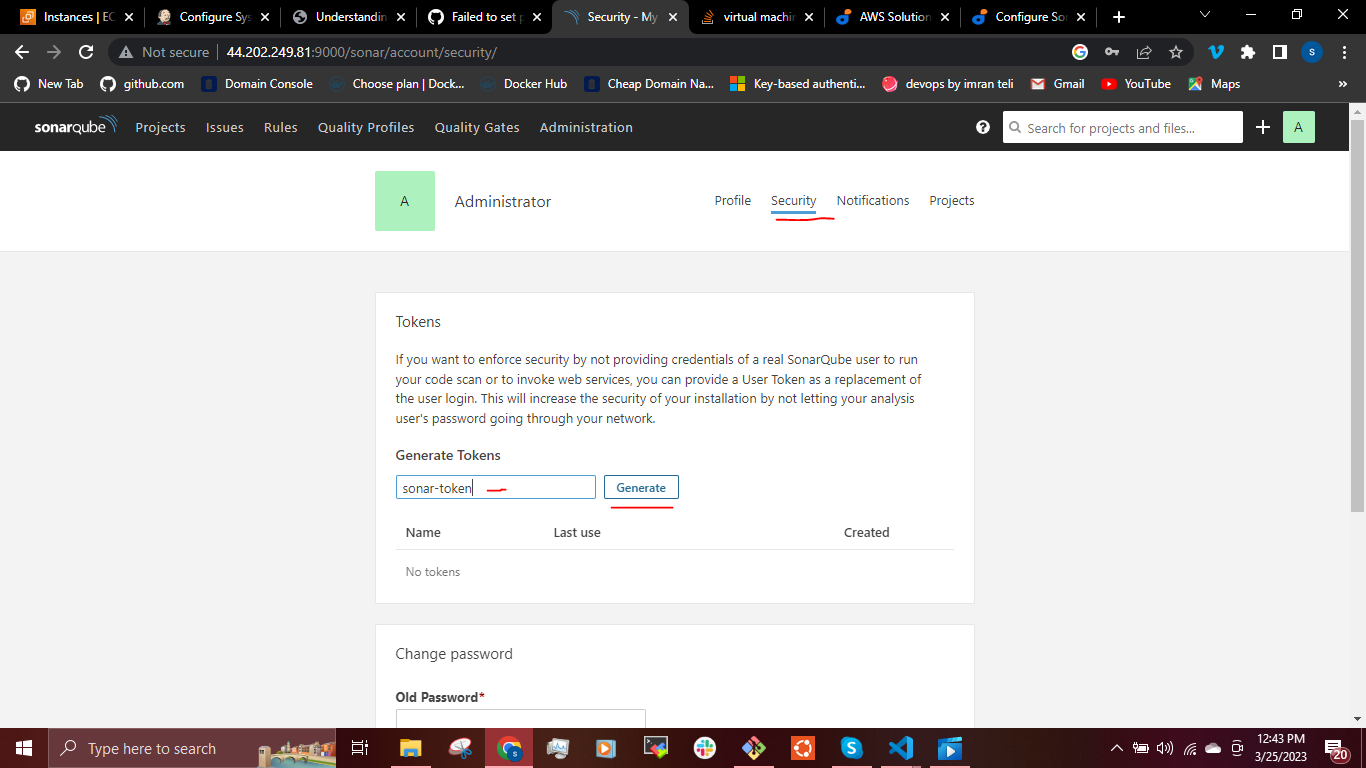 Instances | EC
Configure Sys
Understandin
Failed to set p
Security - My
virtual machin
AWS Solution
Configure Son
Not secure
44.202.249.81:9000/sonar/account/security/
New Tab
github.com
Domain Console
Choose plan | Dock...
Docker Hub
Cheap Domain Na...
Key-based authenti...
devops by imran teli
Gmail
YouTube
Maps
»
sonarqube
Projects
Issues
Rules
Quality Profiles
Quality Gates
Administration
Search for projects and files...
A
A
Administrator
Profile
Security
Notifications
Projects
Tokens
If you want to enforce security by not providing credentials of a real SonarQube user to run
your code scan or to invoke web services, you can provide a User Token as a replacement of
the user login. This will increase the security of your installation by not letting your analysis
user's password going through your network.
Generate Tokens
sonar-token
Generate
Name
Last use
Created
No tokens
Change password
Old Password*
Type here to search
12:43 PM
3/25/2023
20